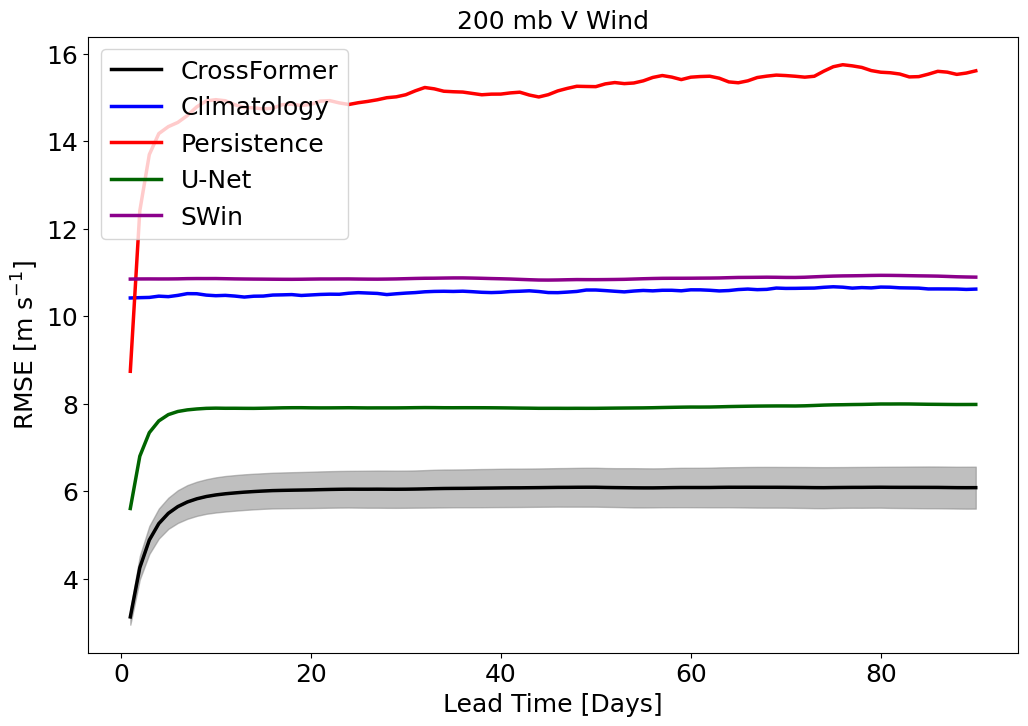 200 mb V Wind
16
14
12
10
8
6
4
RMSE [m s⁻¹]
CrossFormer
Climatology
Persistence
U-Net
SWin
0 20 40 60 80
Lead Time [Days]